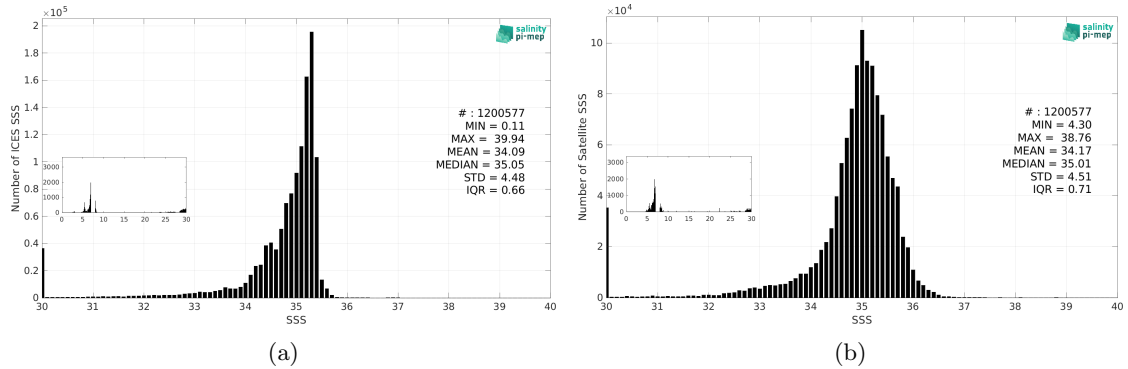 ×10⁵
2
1.8
1.6
1.4
1.2
1
0.8
0.6
0.4
0.2
0
Number of ICES SSS
salinity
pi-mep
# : 1200577
MIN = 0.11
MAX = 39.94
MEAN = 34.09
MEDIAN = 35.05
STD = 4.48
IQR = 0.66
3000
2000
1000
0
0 5 10 15 20 25 30
30 31 32 33 34 35 36 37 38 39 40
SSS
(a)
×10⁴
10
8
6
4
2
0
Number of Satellite SSS
salinity
pi-mep
# : 1200577
MIN = 4.30
MAX = 38.76
MEAN = 34.17
MEDIAN = 35.01
STD = 4.51
IQR = 0.71
3000
2000
1000
0
0 5 10 15 20 25 30
30 31 32 33 34 35 36 37 38 39 40
SSS
(b)